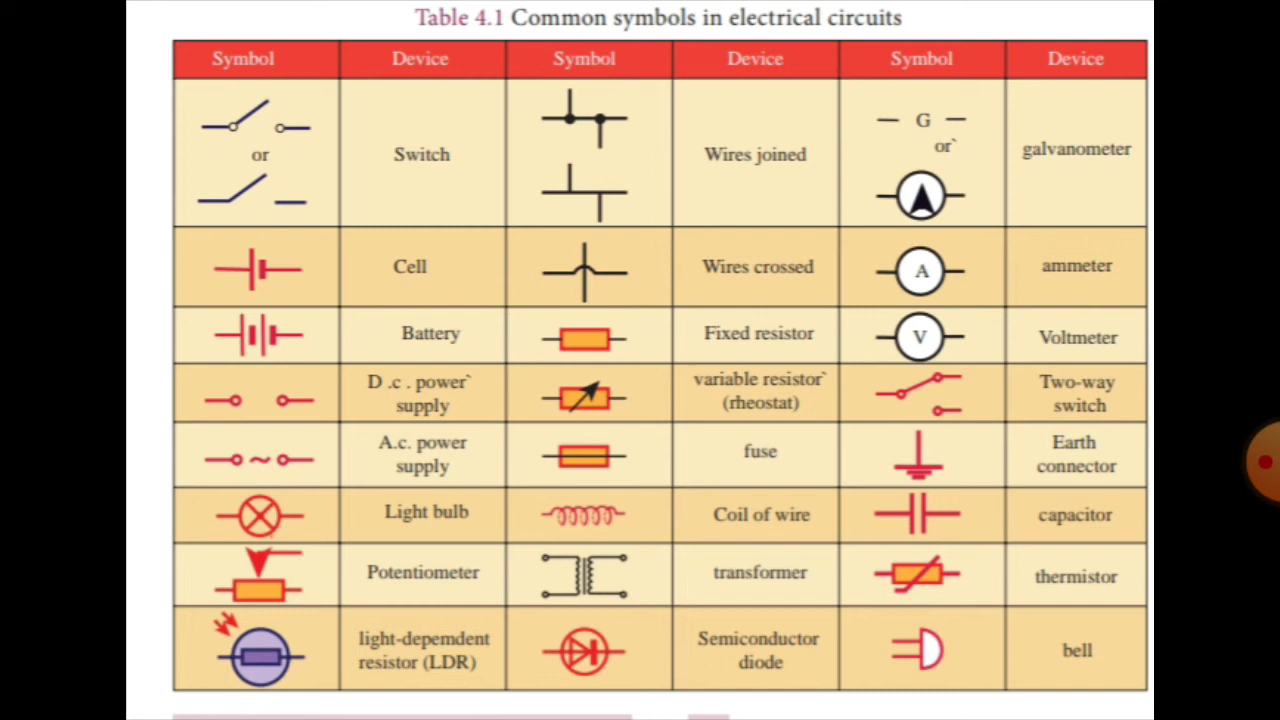 Table 4.1 Common symbols in electrical circuits
Symbol Device Symbol Device Symbol Device
or Switch Wires joined G or` galvanometer
Cell Wires crossed A ammeter
Battery Fixed resistor V Voltmeter
D .c . power` variable resistor` Two-way
supply (rheostat) switch
A.c. power fuse Earth
supply connector
Light bulb Coil of wire capacitor
Potentiometer transformer thermistor
light-depemdent Semiconductor bell
resistor (LDR) diode